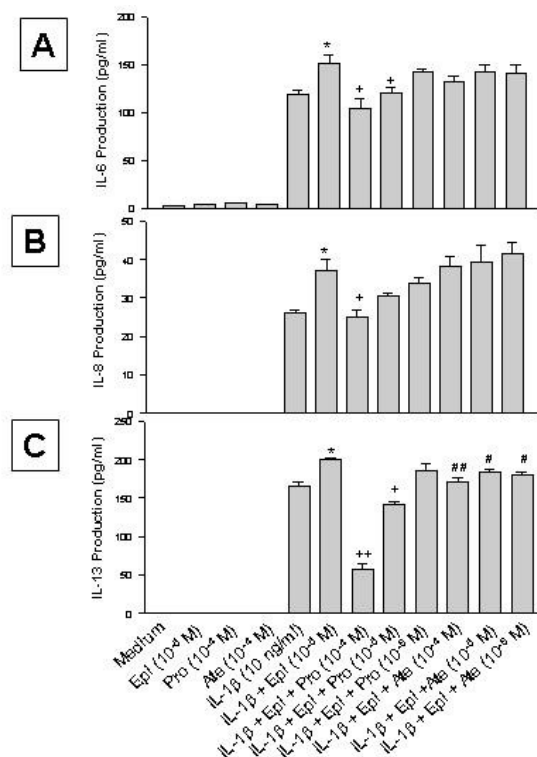 A
IL-6 Production (pg/ml)
200
150
100
50
0
*
+
+
B
IL-8 Production (pg/ml)
50
40
30
20
10
0
*
+
C
IL-13 Production (pg/ml)
250
200
150
100
50
0
*
++
+
##
#
#
Medium
Epi (10⁻⁵ M)
Pro (10⁻⁴ M)
Ate (10⁻⁴ M)
IL-1β (10 ng/ml)
IL-1β + Epi (10⁻⁵ M)
IL-1β + Epi + Pro (10⁻⁴ M)
IL-1β + Epi + Pro (10⁻⁵ M)
IL-1β + Epi + Pro (10⁻⁶ M)
IL-1β + Epi + Ate (10⁻⁴ M)
IL-1β + Epi +Ate (10⁻⁵ M)
IL-1β + Epi + Ate (10⁻⁶ M)